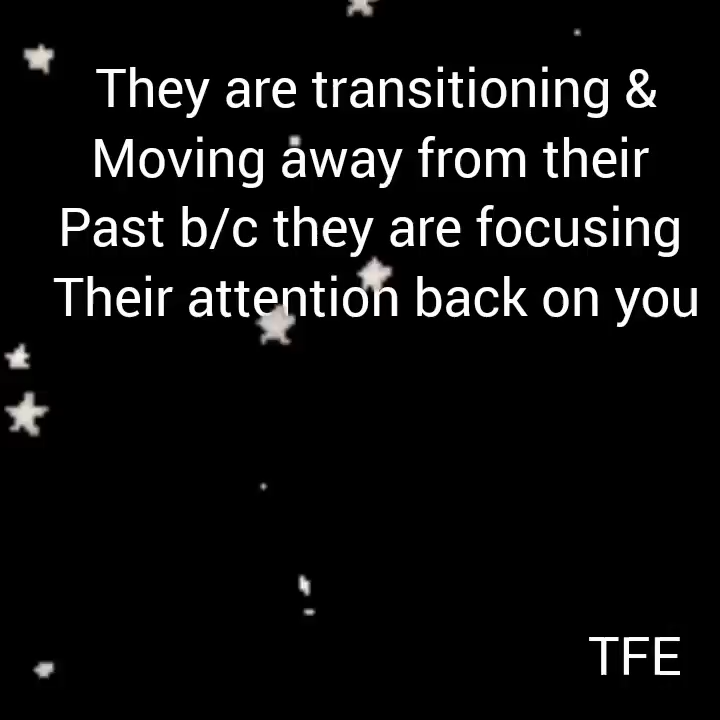 They are transitioning &
Moving away from their
Past b/c they are focusing
Their attention back on you
TFE